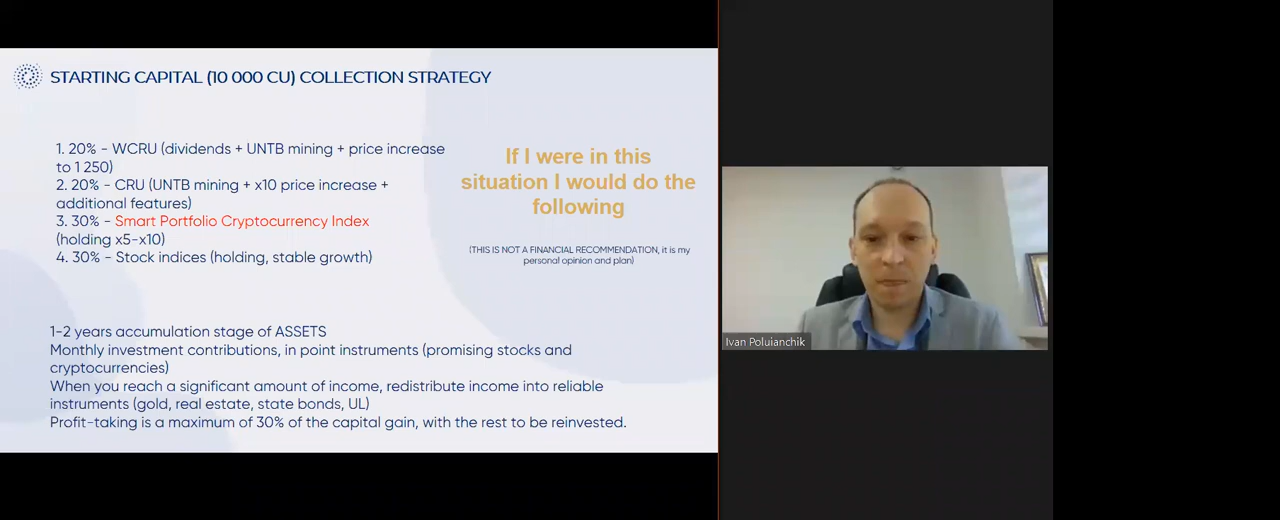 STARTING CAPITAL (10 000 CU) COLLECTION STRATEGY
1. 20% - WCRU (dividends + UNTB mining + price increase
to 1 250)
2. 20% - CRU (UNTB mining + x10 price increase +
additional features)
3. 30% - Smart Portfolio Cryptocurrency Index
(holding x5-x10)
4. 30% - Stock indices (holding, stable growth)
If I were in this
situation I would do the
following
(THIS IS NOT A FINANCIAL RECOMMENDATION, it is my
personal opinion and plan)
1-2 years accumulation stage of ASSETS
Monthly investment contributions, in point instruments (promising stocks and
cryptocurrencies)
When you reach a significant amount of income, redistribute income into reliable
instruments (gold, real estate, state bonds, UL)
Profit-taking is a maximum of 30% of the capital gain, with the rest to be reinvested.
Ivan Poluianchik